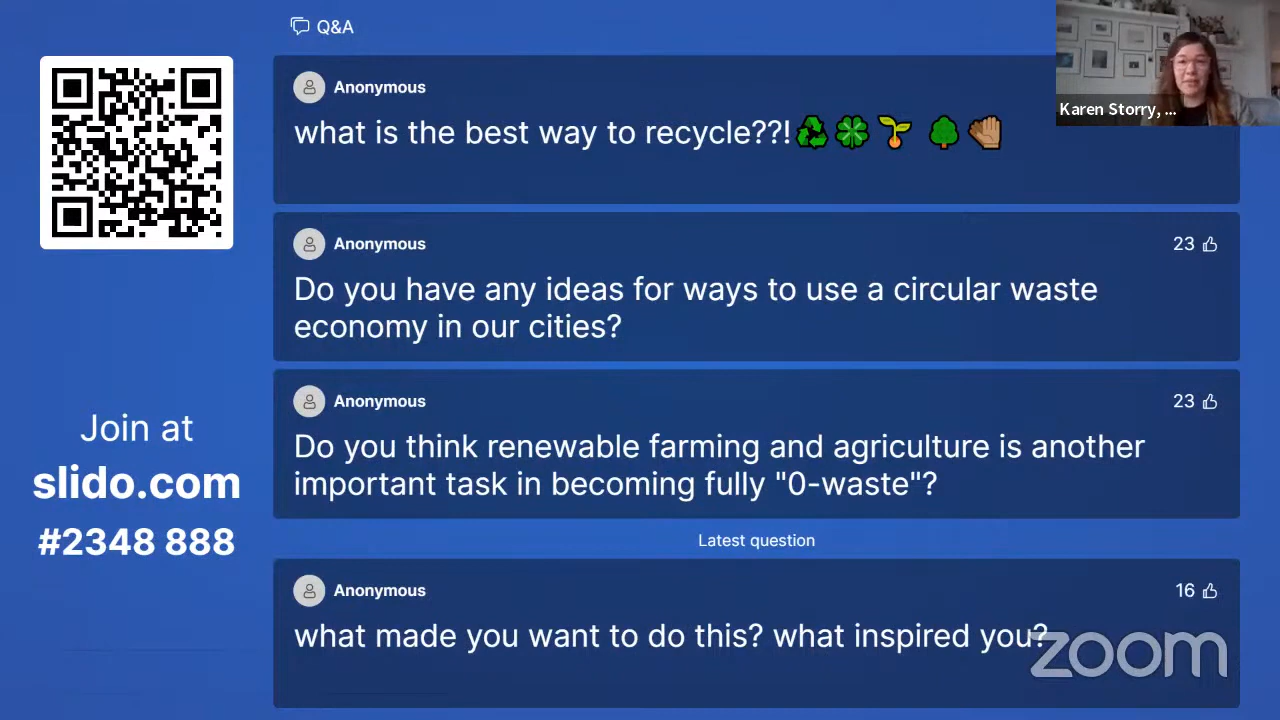 Q&A
Karen Storry, ...
Anonymous
what is the best way to recycle??!♻️🍀🌱 🌳🤚🏽
Anonymous
23
Do you have any ideas for ways to use a circular waste
economy in our cities?
Anonymous
23
Do you think renewable farming and agriculture is another
important task in becoming fully "0-waste"?
Join at
slido.com
#2348 888
Latest question
Anonymous
16
what made you want to do this? what inspired you?
zoom